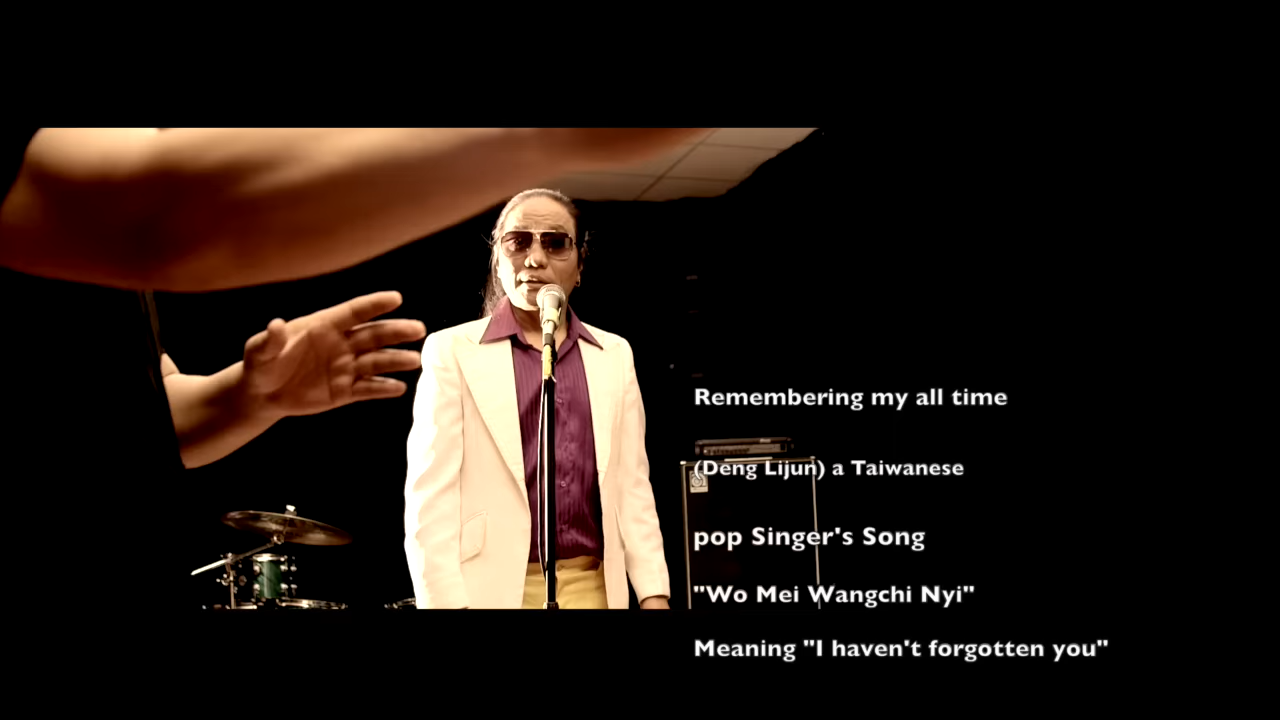 Remembering my all time
(Deng Lijun) a Taiwanese
pop Singer's Song
"Wo Mei Wangchi Nyi"
Meaning "I haven't forgotten you"